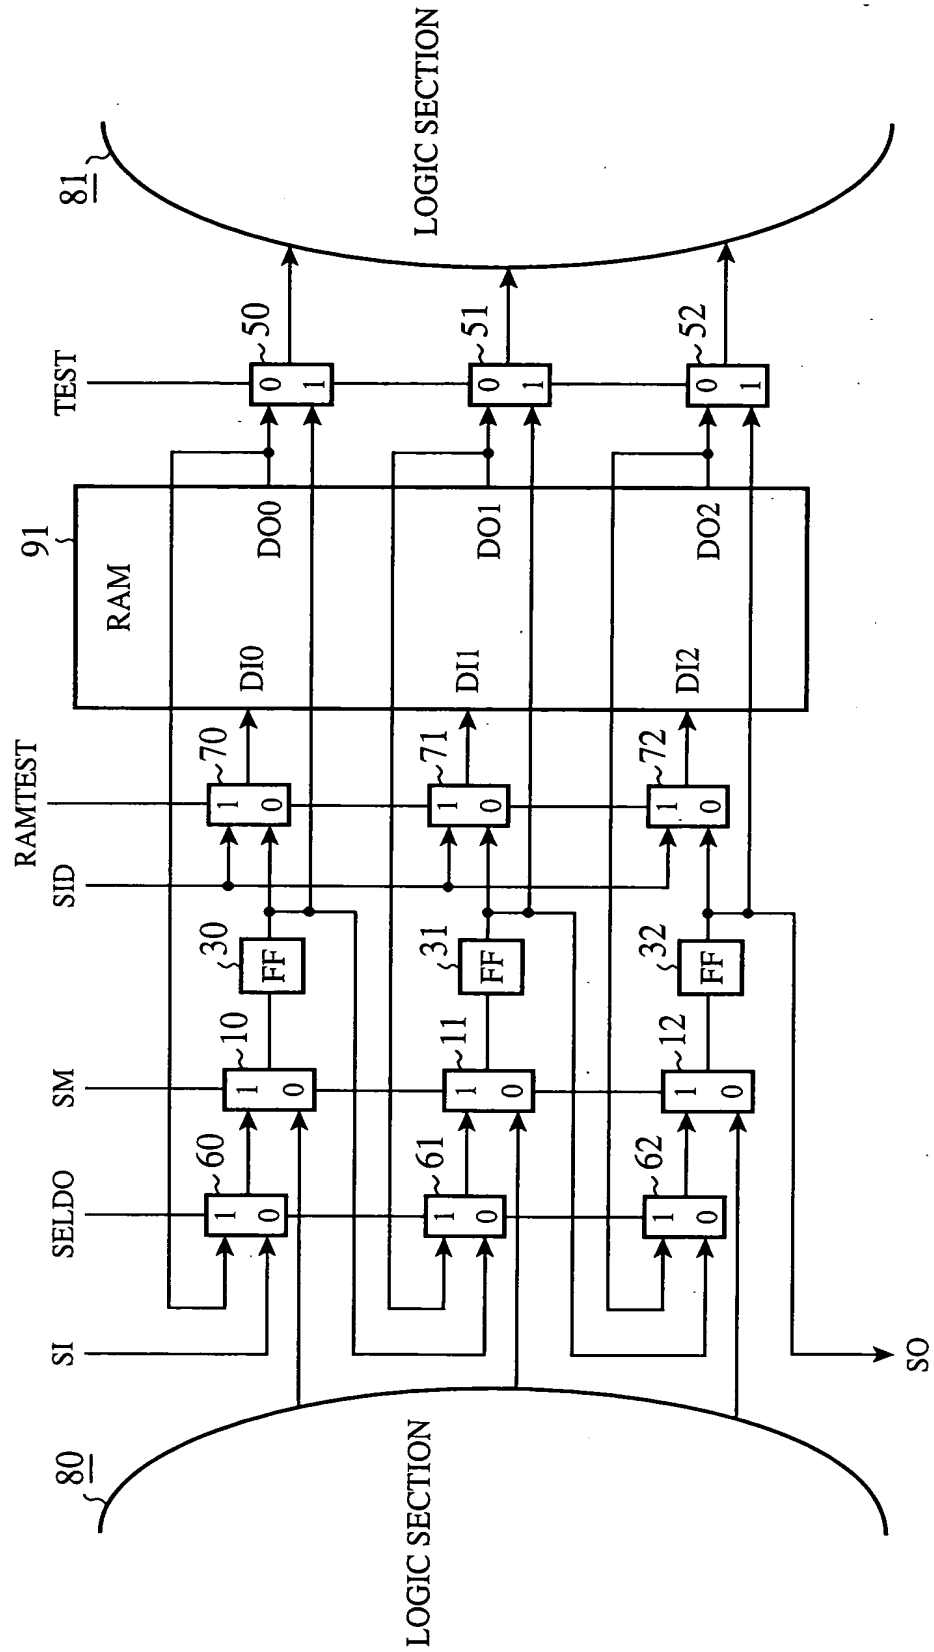 80
LOGIC SECTION
SI
SELDO
SM
SID
RAMTEST
TEST
81
LOGIC SECTION
91
RAM
60
1 0
10
1 0
30
FF
70
1 0
DI0
DO0
50
0 1
61
1 0
11
1 0
31
FF
71
1 0
DI1
DO1
51
0 1
62
1 0
12
1 0
32
FF
72
1 0
DI2
DO2
52
0 1
SO